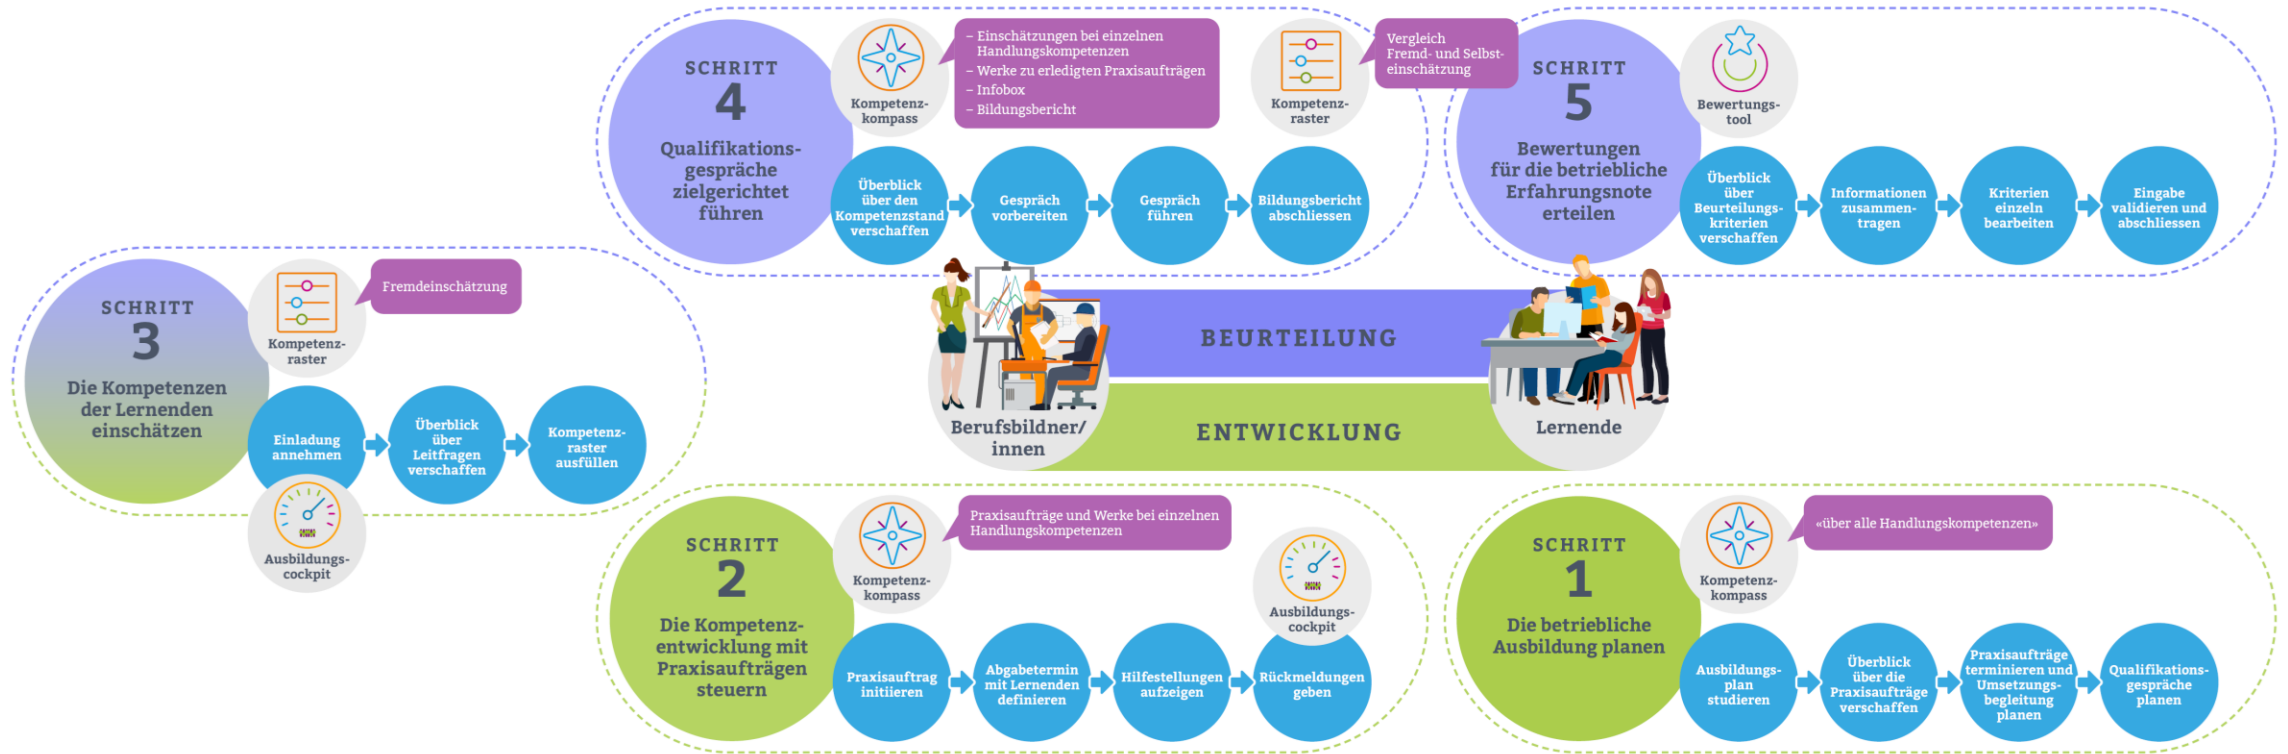 SCHRITT
4
Qualifikations-
gespräche
zielgerichtet
führen
Kompetenz-
kompass
– Einschätzungen bei einzelnen
Handlungskompetenzen
– Werke zu erledigten Praxisaufträgen
– Infobox
– Bildungsbericht
Kompetenz-
raster
Vergleich
Fremd- und Selbst-
einschätzung
Überblick
über den
Kompetenzstand
verschaffen
Gespräch
vorbereiten
Gespräch
führen
Bildungsbericht
abschliessen
SCHRITT
5
Bewertungen
für die betriebliche
Erfahrungsnote
erteilen
Bewertungs-
tool
Überblick
über
Beurteilungs-
kriterien
verschaffen
Informationen
zusammen-
tragen
Kriterien
einzeln
bearbeiten
Eingabe
validieren und
abschliessen
SCHRITT
3
Die Kompetenzen
der Lernenden
einschätzen
Kompetenz-
raster
Fremdeinschätzung
Einladung
annehmen
Überblick
über
Leitfragen
verschaffen
Kompetenz-
raster
ausfüllen
Ausbildungs-
cockpit
BEURTEILUNG
ENTWICKLUNG
Berufsbildner/
innen
Lernende
SCHRITT
2
Die Kompetenz-
entwicklung mit
Praxisaufträgen
steuern
Kompetenz-
kompass
Praxisaufträge und Werke bei einzelnen
Handlungskompetenzen
Ausbildungs-
cockpit
Praxisauftrag
initiieren
Abgabetermin
mit Lernenden
definieren
Hilfestellungen
aufzeigen
Rückmeldungen
geben
SCHRITT
1
Die betriebliche
Ausbildung planen
Kompetenz-
kompass
«über alle Handlungskompetenzen»
Ausbildungs-
plan
studieren
Überblick
über die
Praxisaufträge
verschaffen
Praxisaufträge
terminieren und
Umsetzungs-
begleitung
planen
Qualifikations-
gespräche
planen